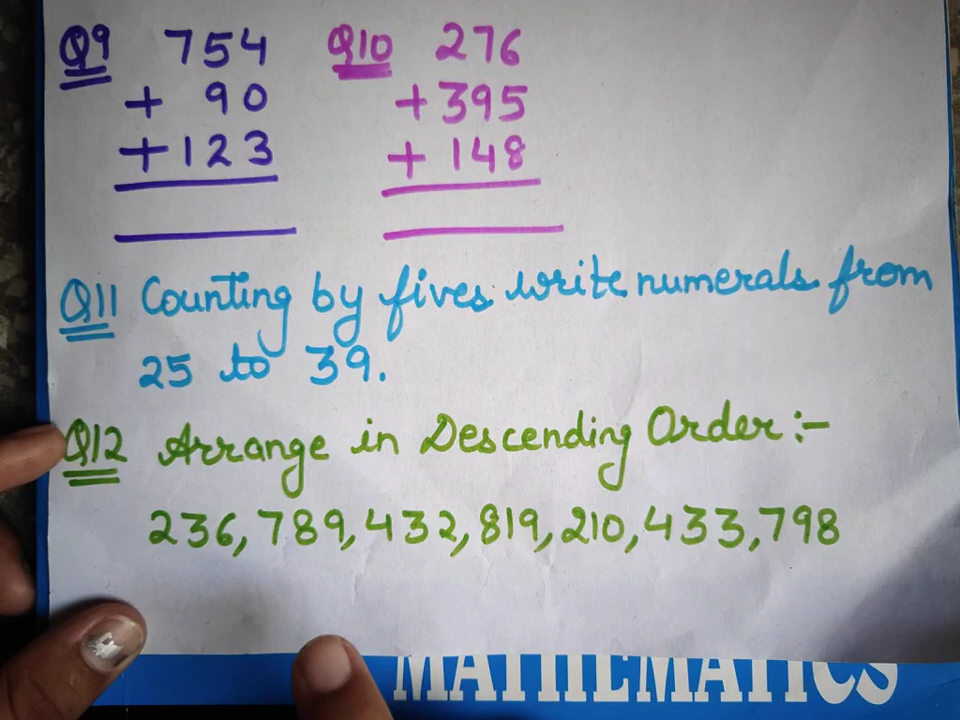 Q9 754 Q10 276
+ 90 +395
+123 + 148
Q11 Counting by fives write numerals from
25 to 39.
Q12 Arrange in Descending Order:-
236, 789, 432, 819, 210, 433, 798
MATHEMATICS